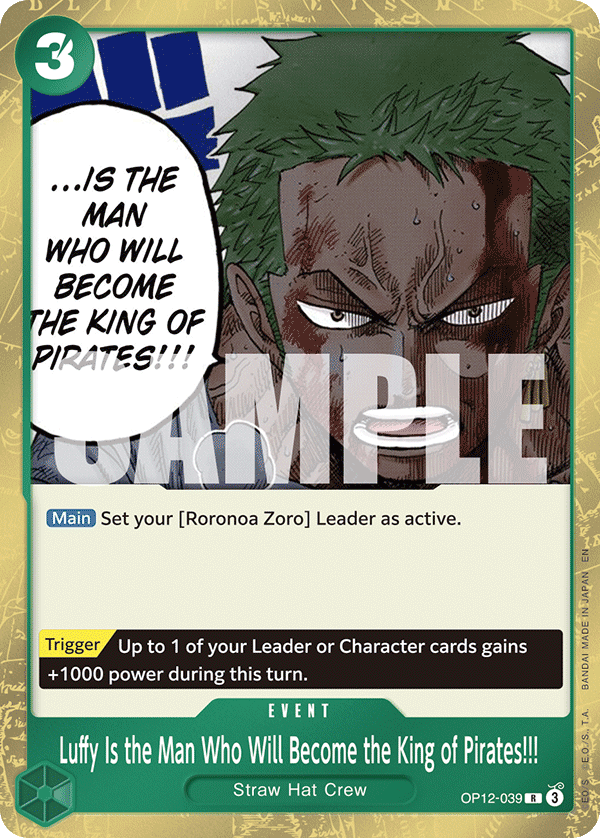 3
...IS THE
MAN
WHO WILL
BECOME
THE KING OF
PIRATES!!!
SAMPLE
Main Set your [Roronoa Zoro] Leader as active.
Trigger Up to 1 of your Leader or Character cards gains
+1000 power during this turn.
EVENT
Luffy Is the Man Who Will Become the King of Pirates!!!
Straw Hat Crew
OP12-039 R 3
©E.O./S., T.A. BANDAI MADE IN JAPAN EN